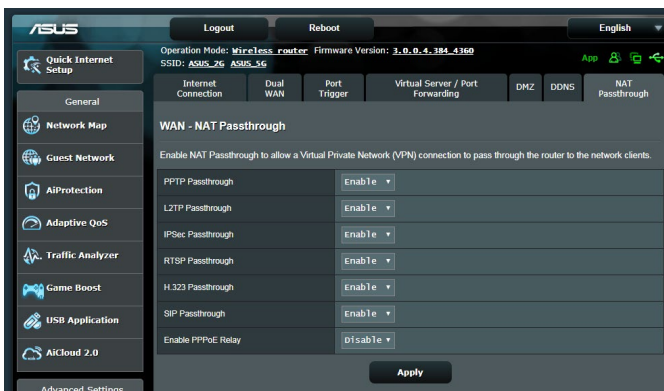 ASUS
Logout
Reboot
English
Quick Internet
Setup
Operation Mode: Wireless router Firmware Version: 3.0.0.4.384_4360
SSID: ASUS_2G ASUS_5G
App
Internet
Connection
Dual
WAN
Port
Trigger
Virtual Server / Port
Forwarding
DMZ
DDNS
NAT
Passthrough
General
Network Map
Guest Network
AiProtection
Adaptive QoS
Traffic Analyzer
Game Boost
USB Application
AiCloud 2.0
Advanced Settings
WAN - NAT Passthrough
Enable NAT Passthrough to allow a Virtual Private Network (VPN) connection to pass through the router to the network clients.
PPTP Passthrough Enable
L2TP Passthrough Enable
IPSec Passthrough Enable
RTSP Passthrough Enable
H.323 Passthrough Enable
SIP Passthrough Enable
Enable PPPoE Relay Disable
Apply